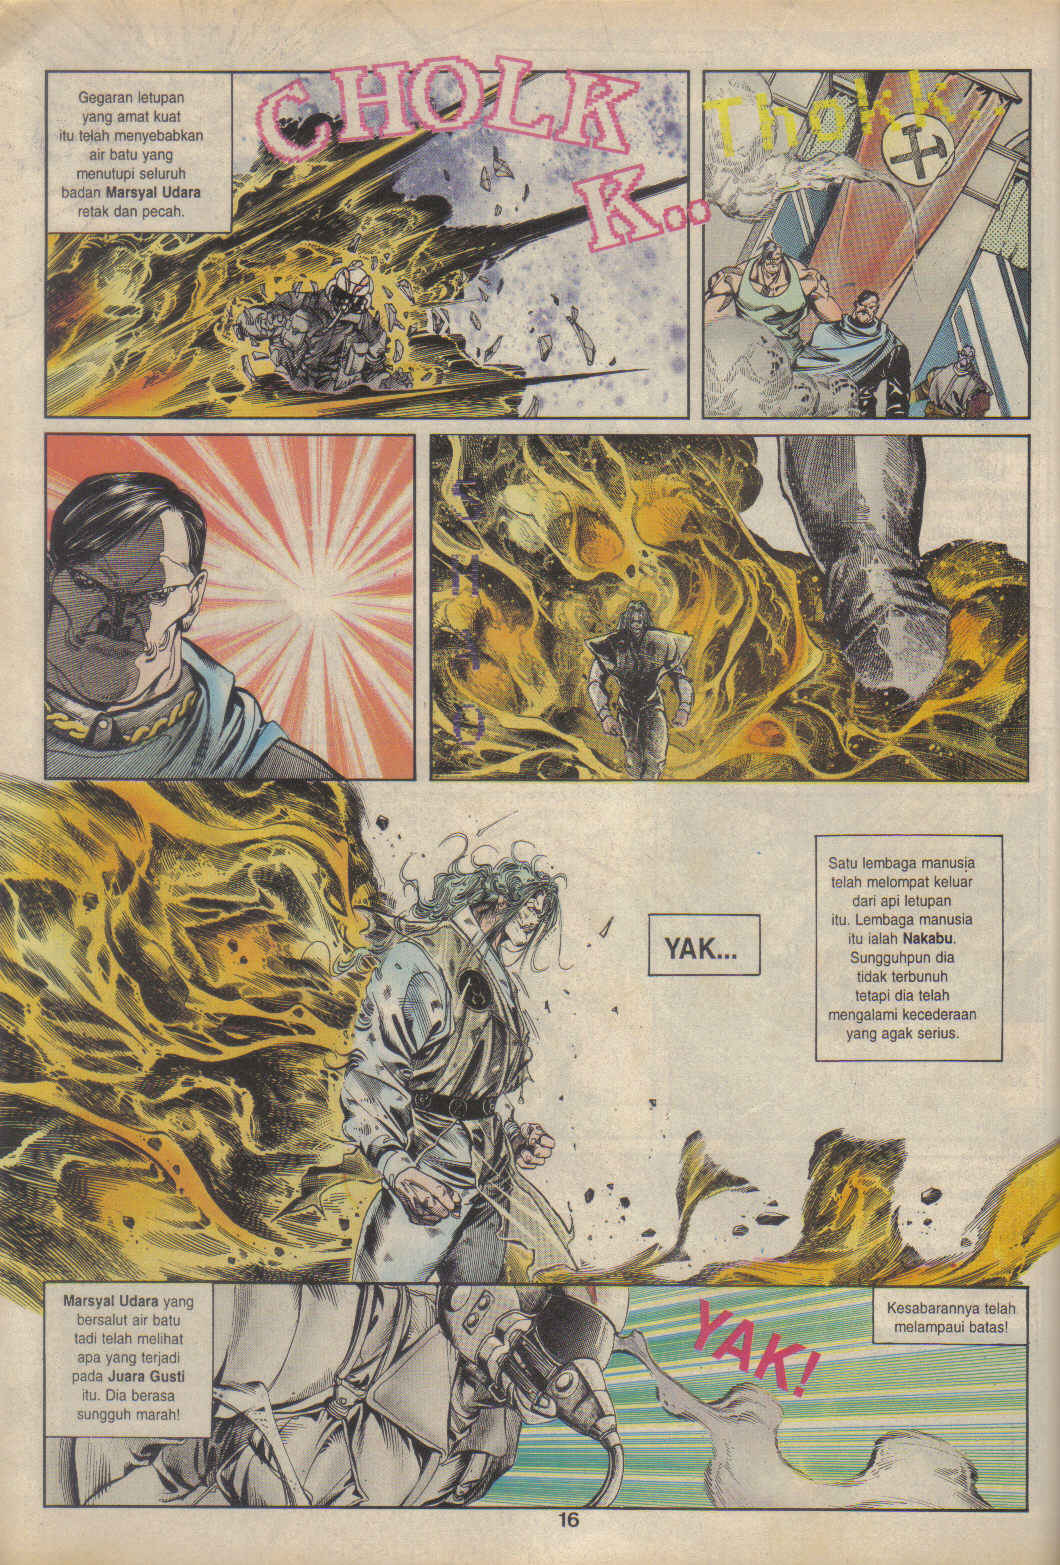 Gegaran letupan
yang amat kuat
itu telah menyebabkan
air batu yang
menutupi seluruh
badan Marsyal Udara
retak dan pecah.
CHOLK
K...
Tholkk..
YAK...
Satu lembaga manusia
telah melompat keluar
dari api letupan
itu. Lembaga manusia
itu ialah Nakabu.
Sungguhpun dia
tidak terbunuh
tetapi dia telah
mengalami kecederaan
yang agak serius.
Marsyal Udara yang
bersalut air batu
tadi telah melihat
apa yang terjadi
pada Juara Gusti
itu. Dia berasa
sungguh marah!
YAK!
Kesabarannya telah
melampaui batas!
16